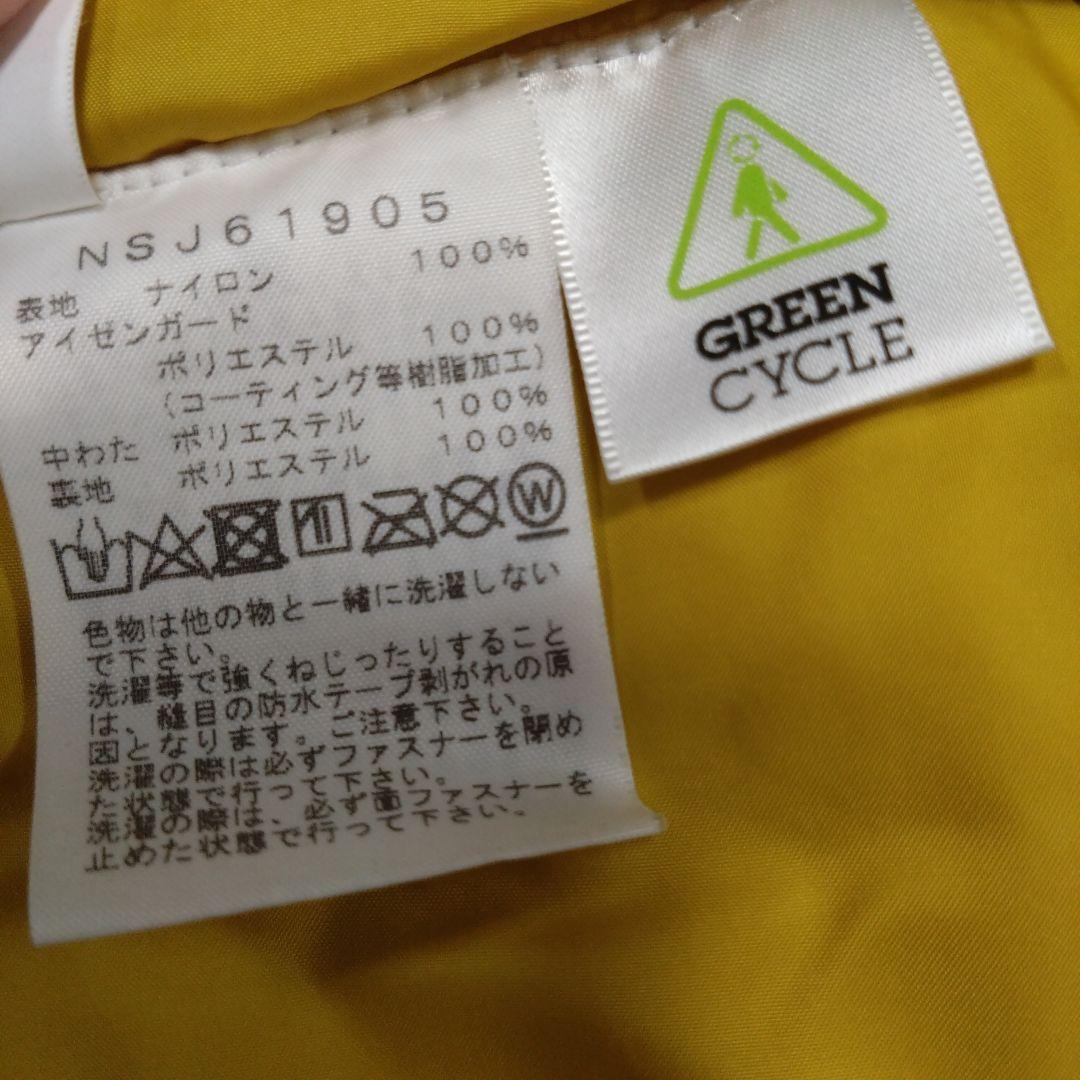 NSJ61905
表地 ナイロン 100%
アイゼンガード
ポリエステル 100%
(コーティング等樹脂加工)
中わた ポリエステル 100%
裏地 ポリエステル 100%
W
色物は他の物と一緒に洗濯しない
で下さい。
洗濯等で強くねじったりすること
は、縫目の防水テープ剥がれの原
因となります。ご注意下さい。
洗濯の際は必ずファスナーを閉め
た状態で行って下さい。
洗濯の際は、必ず面ファスナーを
止めた状態で行って下さい。
GREEN
CYCLE